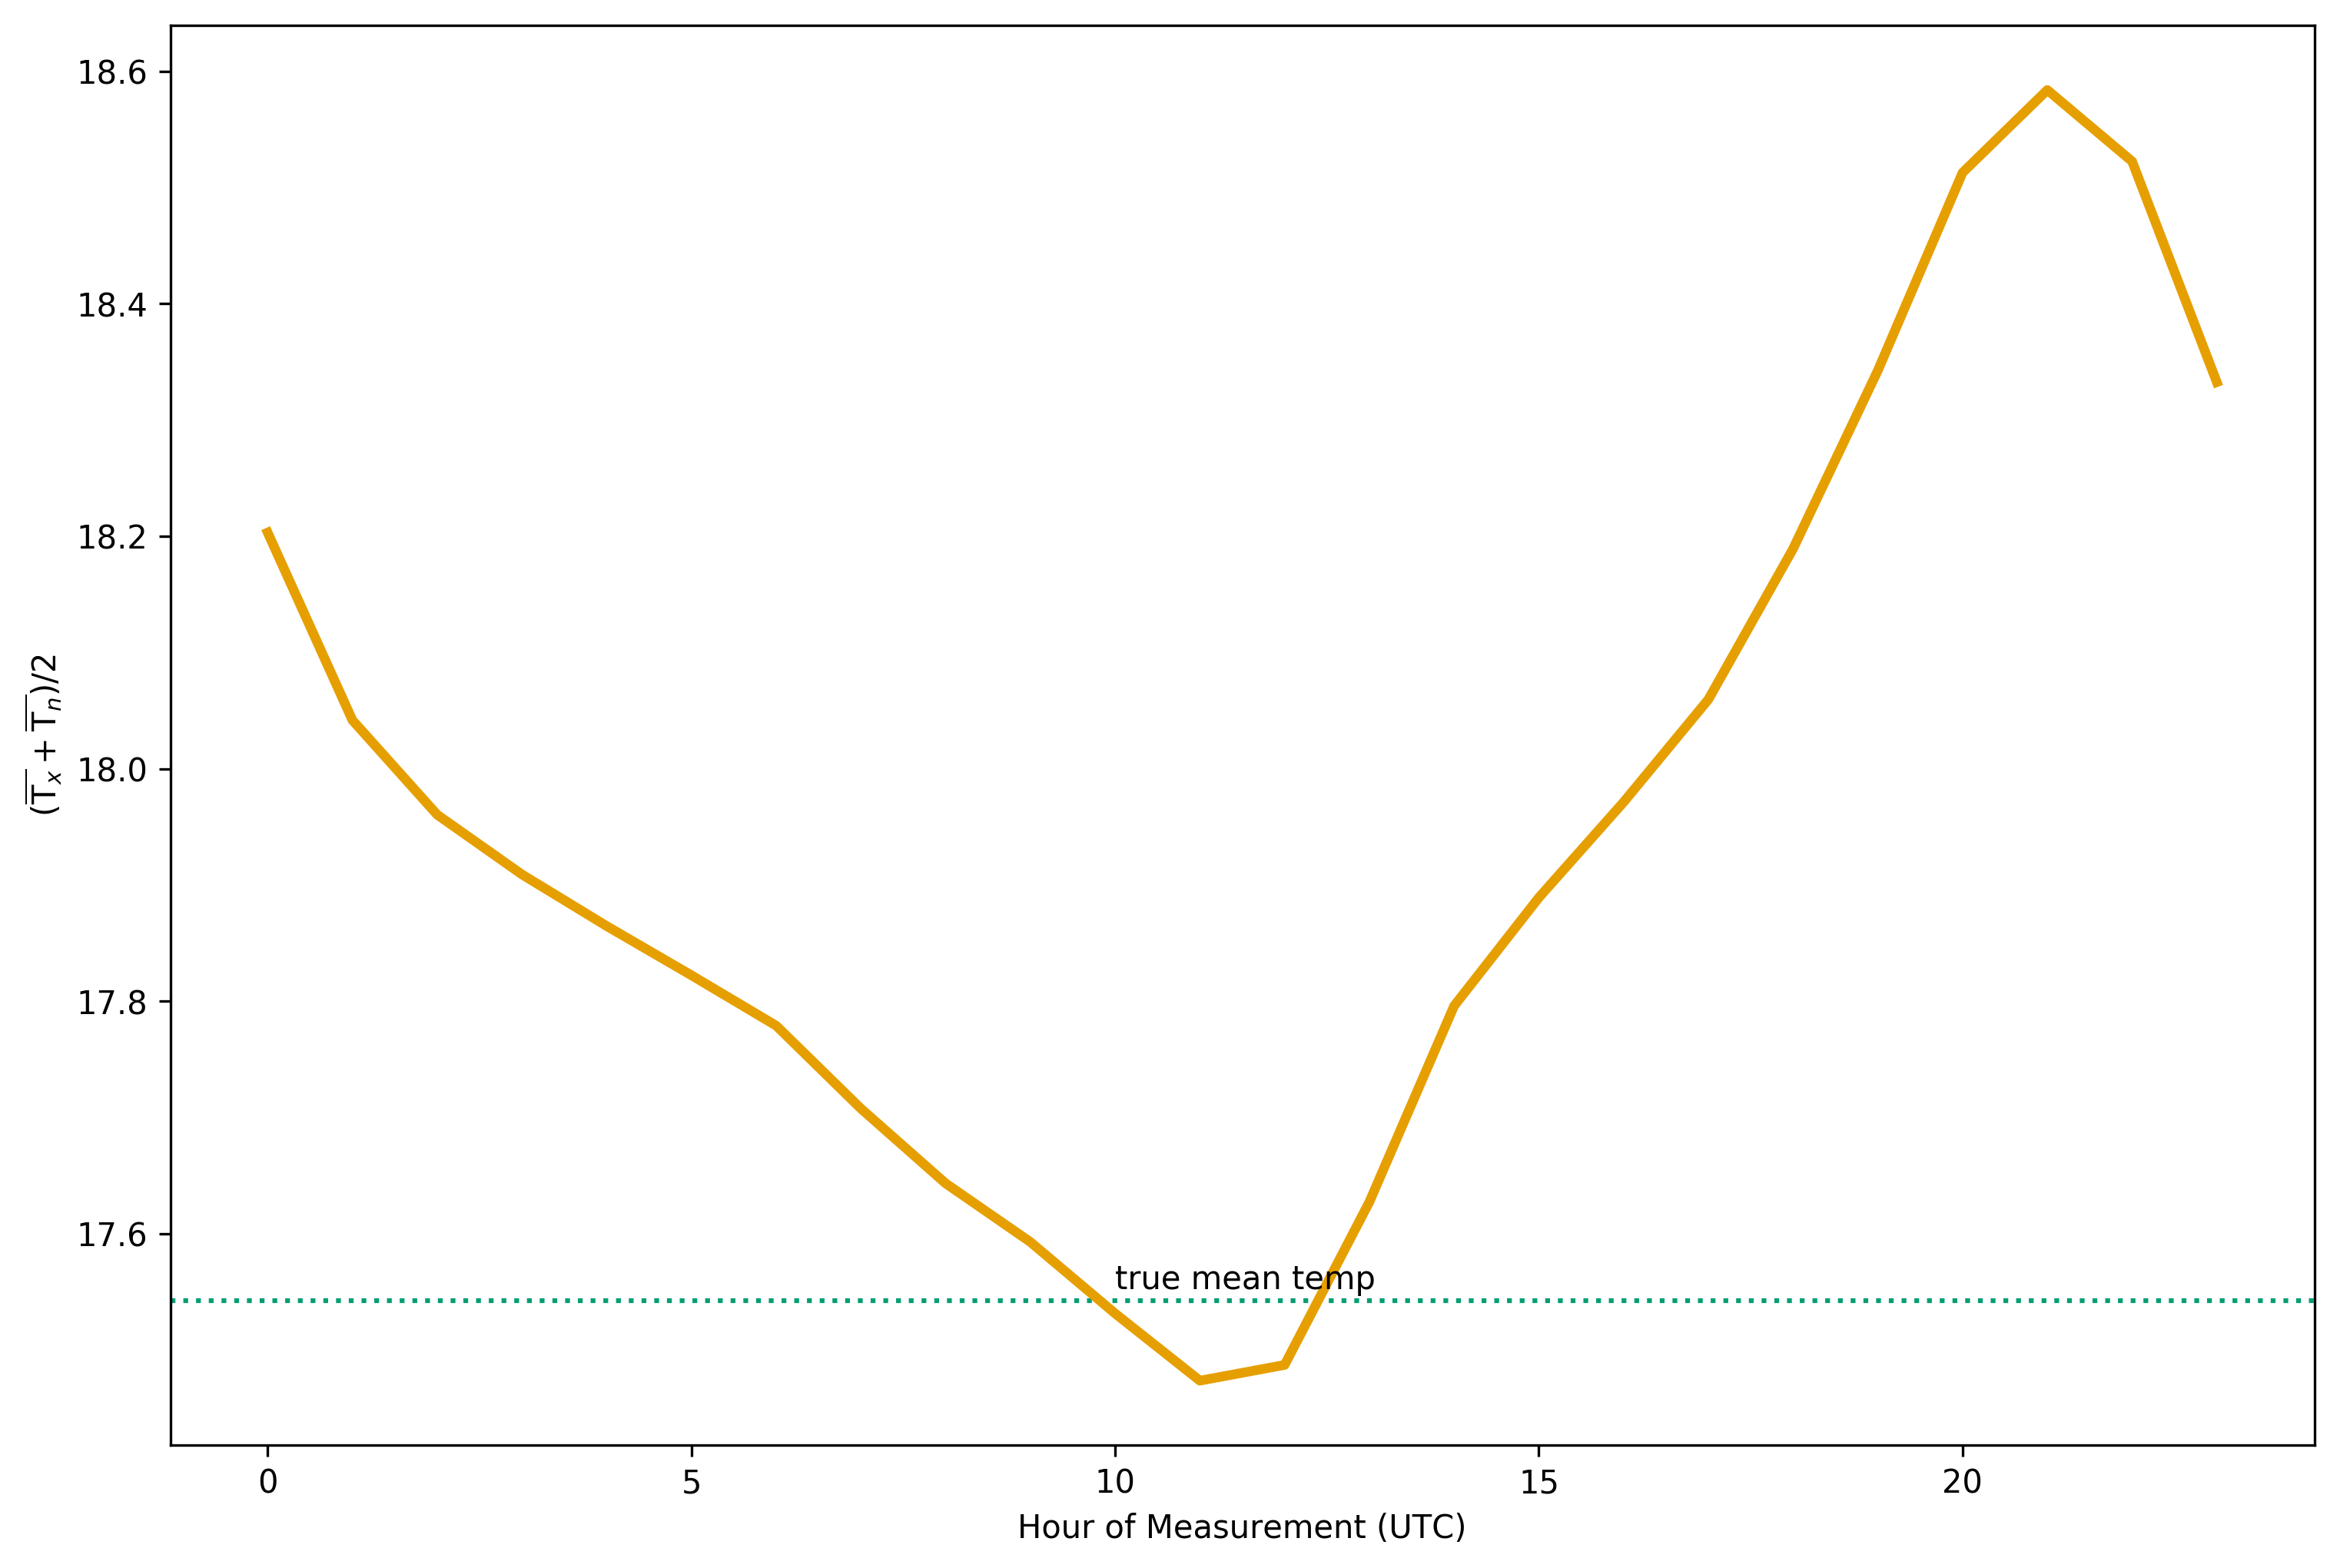 18.6
18.4
18.2
18.0
17.8
17.6
(T̅ₓ + T̅ₙ)/2
true mean temp
0 5 10 15 20
Hour of Measurement (UTC)